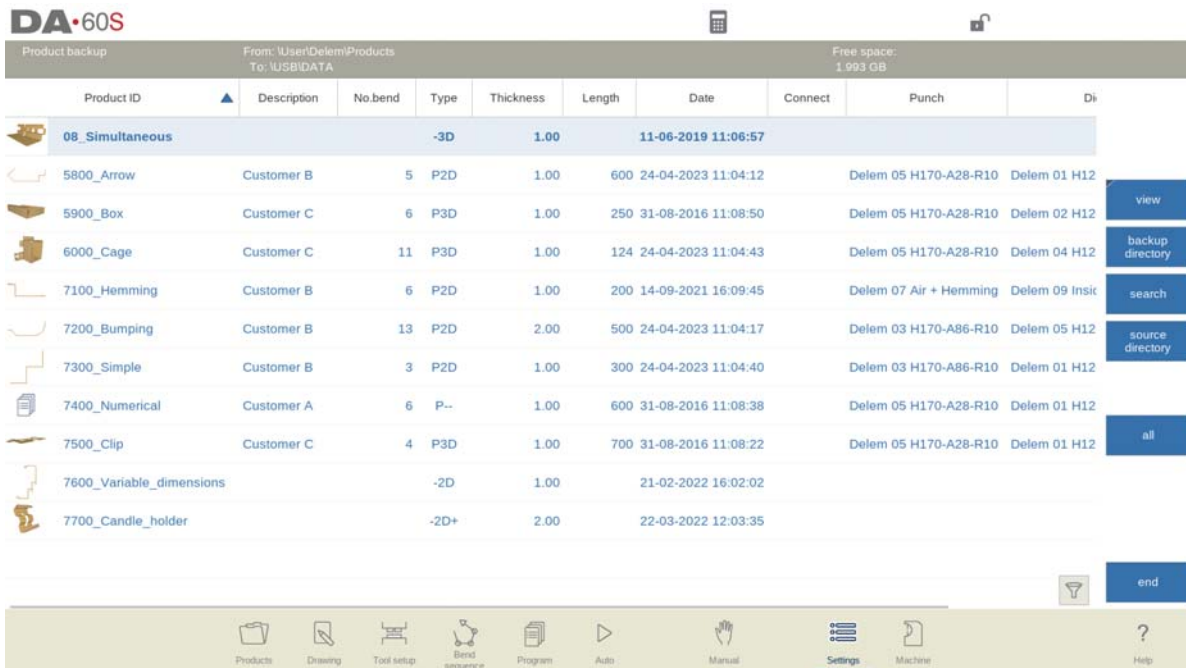 DA•60S
Product backup From: \User\Delem\Products Free space:
To: \USB\DATA 1.993 GB
Product ID Description No.bend Type Thickness Length Date Connect Punch
08_Simultaneous -3D 1.00 11-06-2019 11:06:57
5800_Arrow Customer B 5 P2D 1.00 600 24-04-2023 11:04:12 Delem 05 H170-A28-R10 Delem 01 H12
5900_Box Customer C 6 P3D 1.00 250 31-08-2016 11:08:50 Delem 05 H170-A28-R10 Delem 02 H12
6000_Cage Customer C 11 P3D 1.00 124 24-04-2023 11:04:43 Delem 05 H170-A28-R10 Delem 04 H12
7100_Hemming Customer B 6 P2D 1.00 200 14-09-2021 16:09:45 Delem 07 Air + Hemming Delem 09 Insid
7200_Bumping Customer B 13 P2D 2.00 500 24-04-2023 11:04:17 Delem 03 H170-A86-R10 Delem 05 H12
7300_Simple Customer B 3 P2D 1.00 300 24-04-2023 11:04:40 Delem 03 H170-A86-R10 Delem 01 H12
7400_Numerical Customer A 6 P-- 1.00 600 31-08-2016 11:08:38 Delem 05 H170-A28-R10 Delem 01 H12
7500_Clip Customer C 4 P3D 1.00 700 31-08-2016 11:08:22 Delem 05 H170-A28-R10 Delem 01 H12
7600_Variable_dimensions -2D 1.00 21-02-2022 16:02:02
7700_Candle_holder -2D+ 2.00 22-03-2022 12:03:35
view
backup
directory
search
source
directory
all
end
Products Drawing Tool setup Bend Program Auto Manual Settings Machine Help
sequence